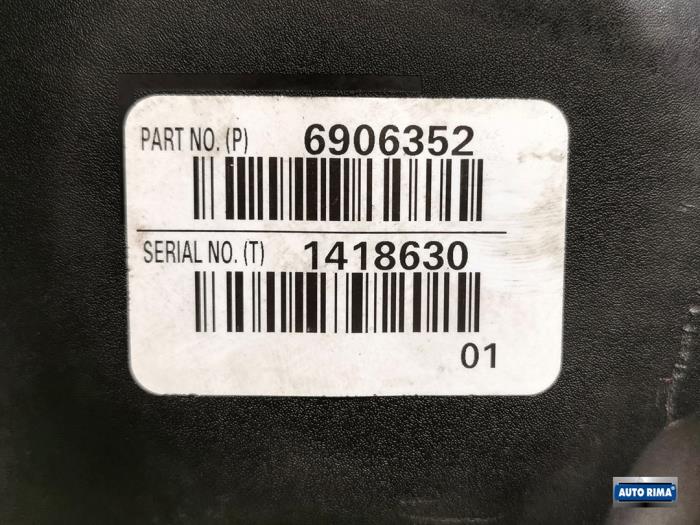 PART NO. (P) 6906352
SERIAL NO. (T) 1418630
01
AUTO RIMA